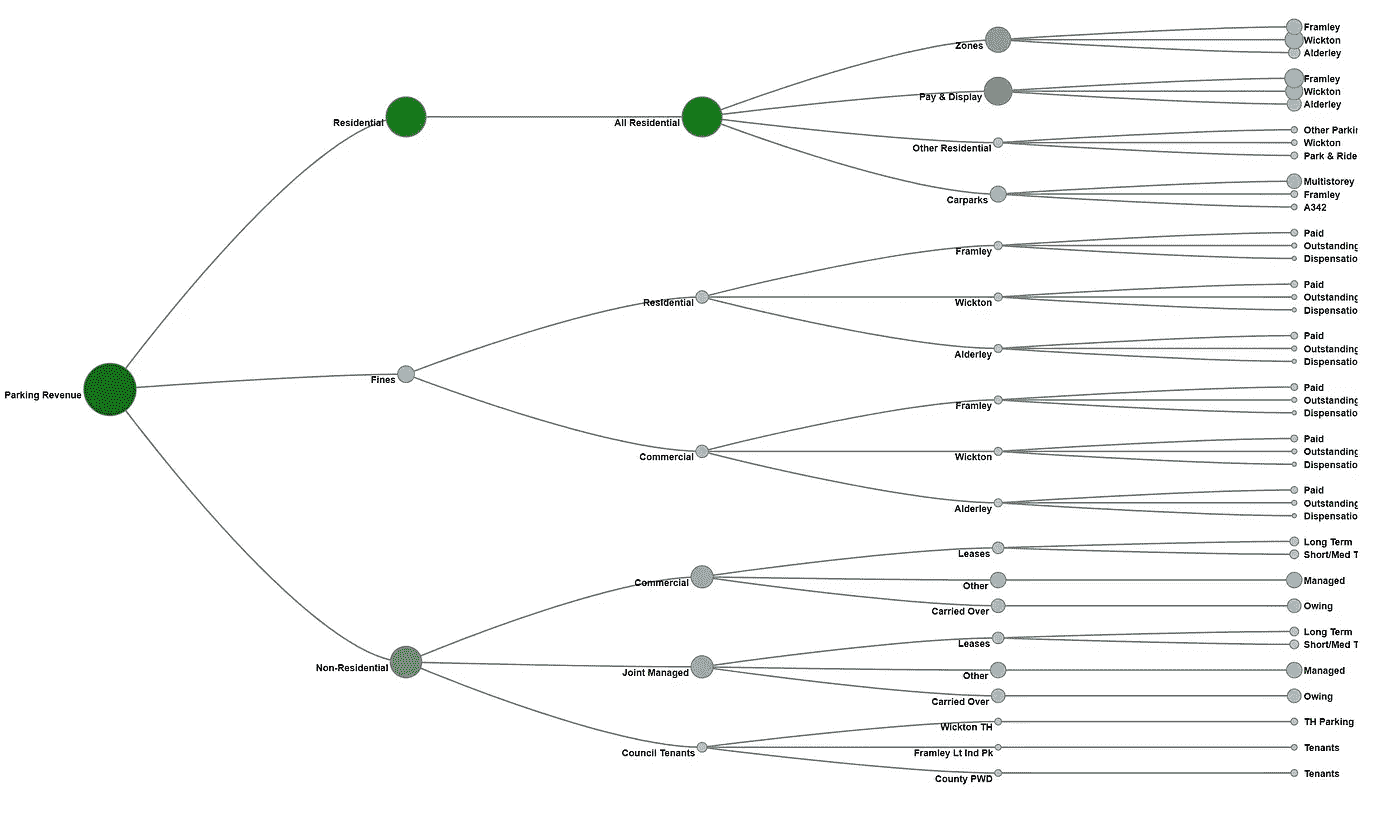 Framley
Zones
Wickton
Alderley
Framley
Pay & Display
Wickton
Alderley
Residential
All Residential
Other Parkin
Other Residential
Wickton
Park & Ride
Multistorey
Carparks
Framley
A342
Paid
Framley
Outstanding
Dispensatio
Paid
Residential
Wickton
Outstanding
Dispensatio
Paid
Alderley
Outstanding
Dispensatio
Fines
Parking Revenue
Paid
Framley
Outstanding
Dispensatio
Paid
Commercial
Wickton
Outstanding
Dispensatio
Paid
Alderley
Outstanding
Dispensatio
Long Term
Leases
Short/Med T
Commercial
Other
Managed
Carried Over
Owing
Non-Residential
Long Term
Leases
Short/Med T
Joint Managed
Other
Managed
Carried Over
Owing
Wickton TH
TH Parking
Council Tenants
Framley Lt Ind Pk
Tenants
County PWD
Tenants